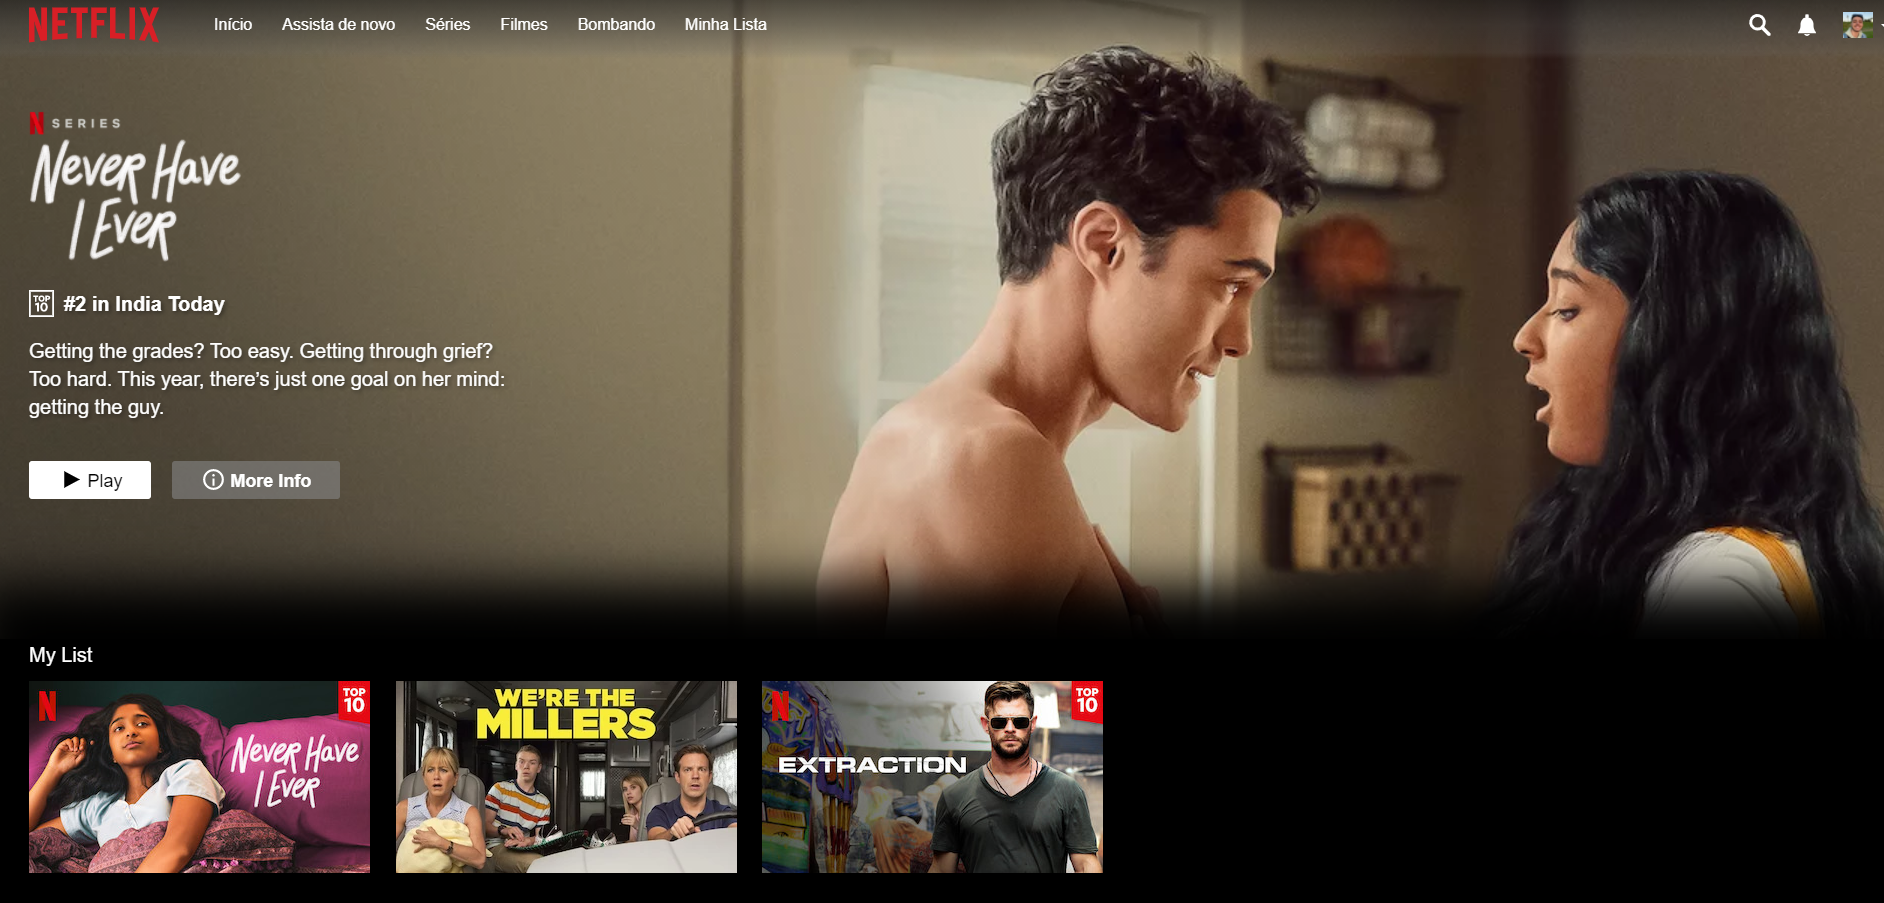 NETFLIX Início Assista de novo Séries Filmes Bombando Minha Lista
N SERIES
Never Have
I Ever
TOP 10 #2 in India Today
Getting the grades? Too easy. Getting through grief?
Too hard. This year, there’s just one goal on her mind:
getting the guy.
Play More Info
My List
N
TOP
10
Never Have
I Ever
WE'RE THE
MILLERS
N
TOP
10
EXTRACTION